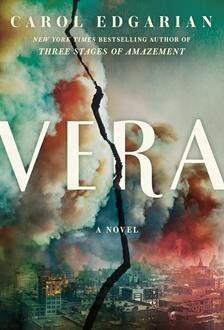 CAROL EDGARIAN
NEW YORK TIMES BESTSELLING AUTHOR OF
THREE STAGES OF AMAZEMENT
VERA
A NOVEL